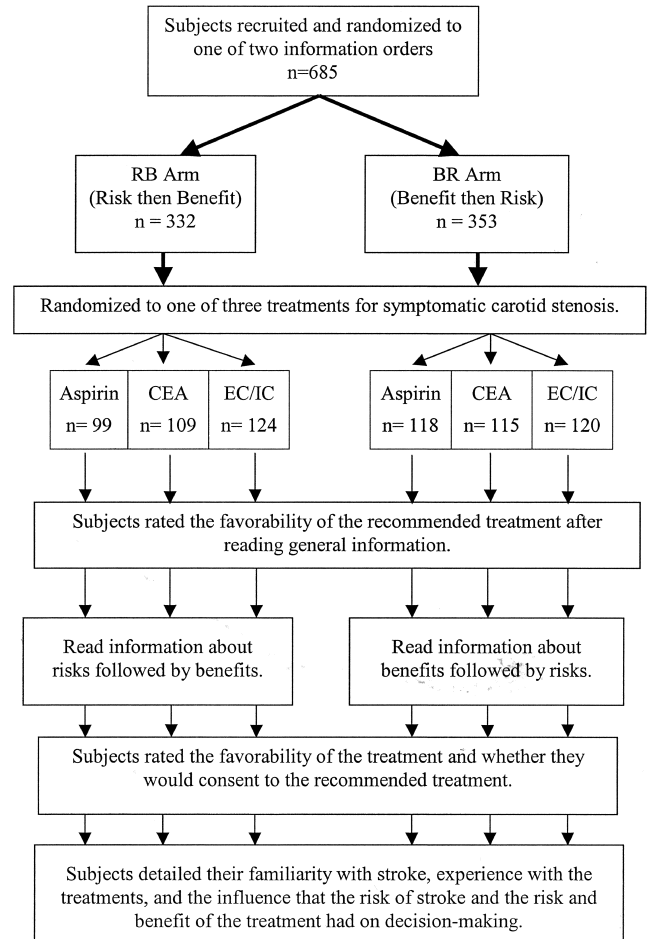 Subjects recruited and randomized to
one of two information orders
n=685
RB Arm
(Risk then Benefit)
n = 332
BR Arm
(Benefit then Risk)
n = 353
Randomized to one of three treatments for symptomatic carotid stenosis.
Aspirin
n= 99
CEA
n= 109
EC/IC
n= 124
Aspirin
n= 118
CEA
n= 115
EC/IC
n= 120
Subjects rated the favorability of the recommended treatment after
reading general information.
Read information about
risks followed by benefits.
Read information about
benefits followed by risks.
Subjects rated the favorability of the treatment and whether they
would consent to the recommended treatment.
Subjects detailed their familiarity with stroke, experience with the
treatments, and the influence that the risk of stroke and the risk and
benefit of the treatment had on decision-making.